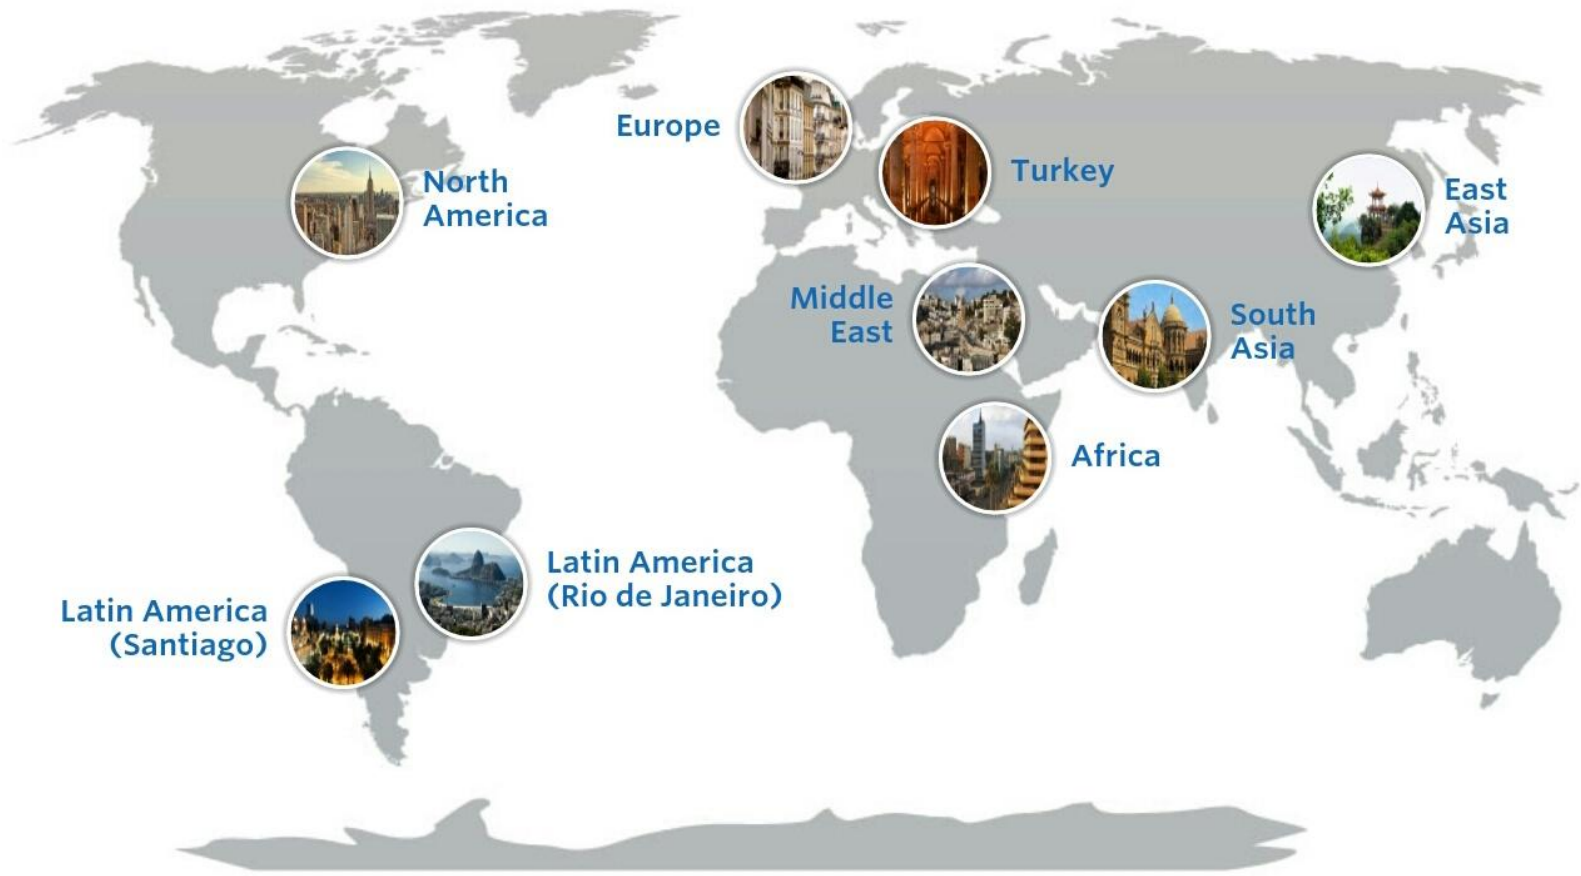 Europe
North
America
Turkey
East
Asia
Middle
East
South
Asia
Africa
Latin America
(Rio de Janeiro)
Latin America
(Santiago)